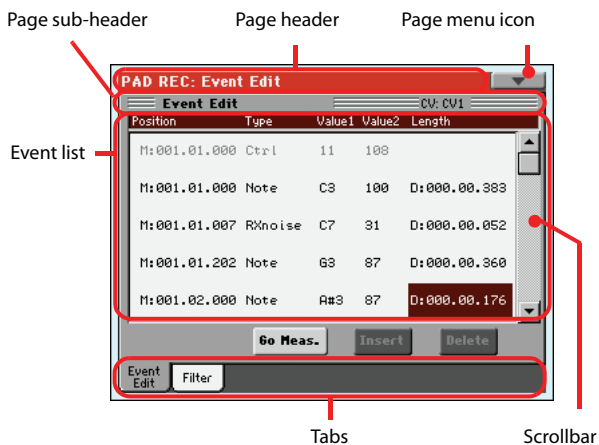 Page sub-header Page header Page menu icon
PAD REC: Event Edit
Event Edit CV: CV1
Position Type Value1 Value2 Length
Event list
M:001.01.000 Ctrl 11 108
M:001.01.000 Note C3 100 D:000.00.383
M:001.01.007 RXnoise C7 31 D:000.00.052
M:001.01.202 Note G3 87 D:000.00.360
M:001.02.000 Note A#3 87 D:000.00.176
Go Meas. Insert Delete
Event
Edit
Filter
Tabs Scrollbar